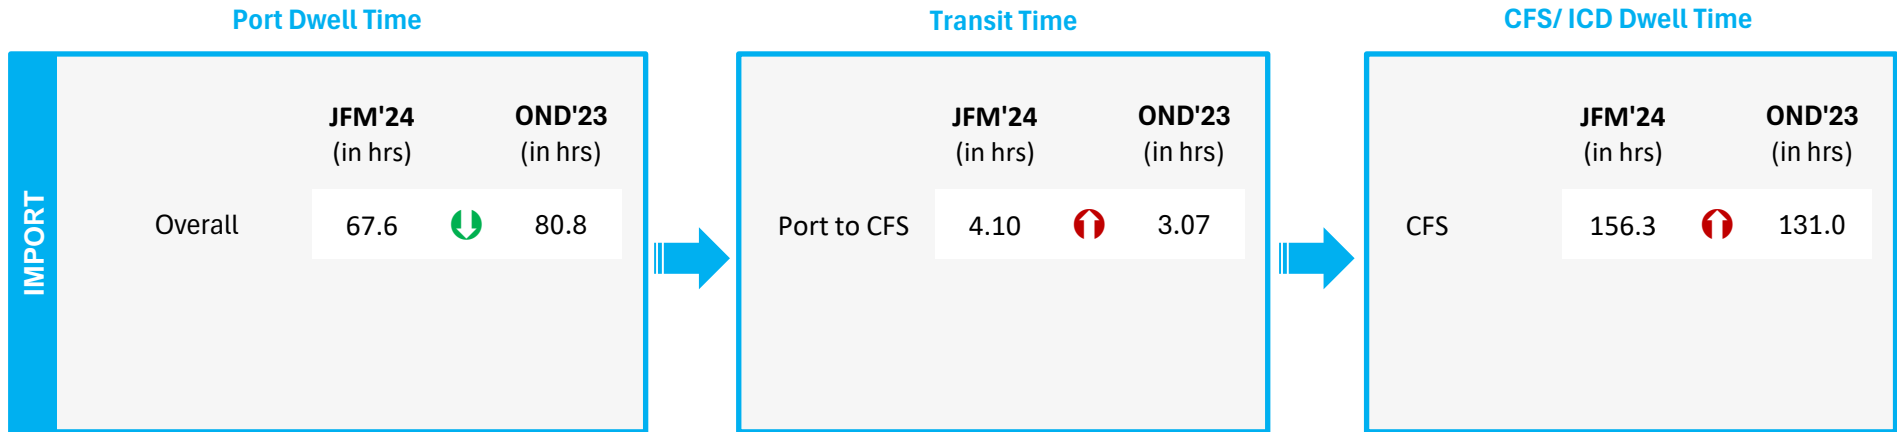 Port Dwell Time
Transit Time
CFS/ ICD Dwell Time
IMPORT
JFM'24 OND'23
(in hrs) (in hrs)
Overall 67.6 80.8
JFM'24 OND'23
(in hrs) (in hrs)
Port to CFS 4.10 3.07
JFM'24 OND'23
(in hrs) (in hrs)
CFS 156.3 131.0